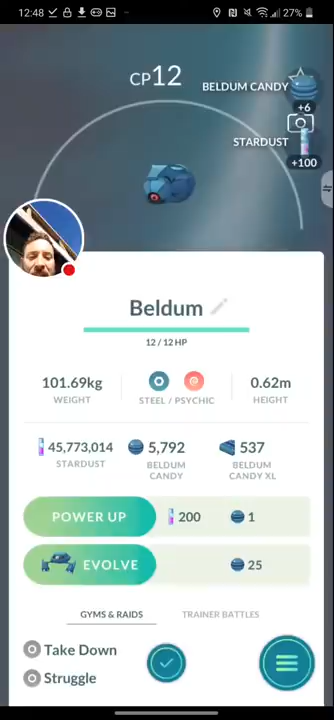 12:48
27%
CP12
BELDUM CANDY
+6
STARDUST
+100
Beldum
12 / 12 HP
101.69kg
WEIGHT
STEEL / PSYCHIC
0.62m
HEIGHT
45,773,014
STARDUST
5,792
BELDUM
CANDY
537
BELDUM
CANDY XL
POWER UP
200
1
EVOLVE
25
GYMS & RAIDS
TRAINER BATTLES
Take Down
Struggle